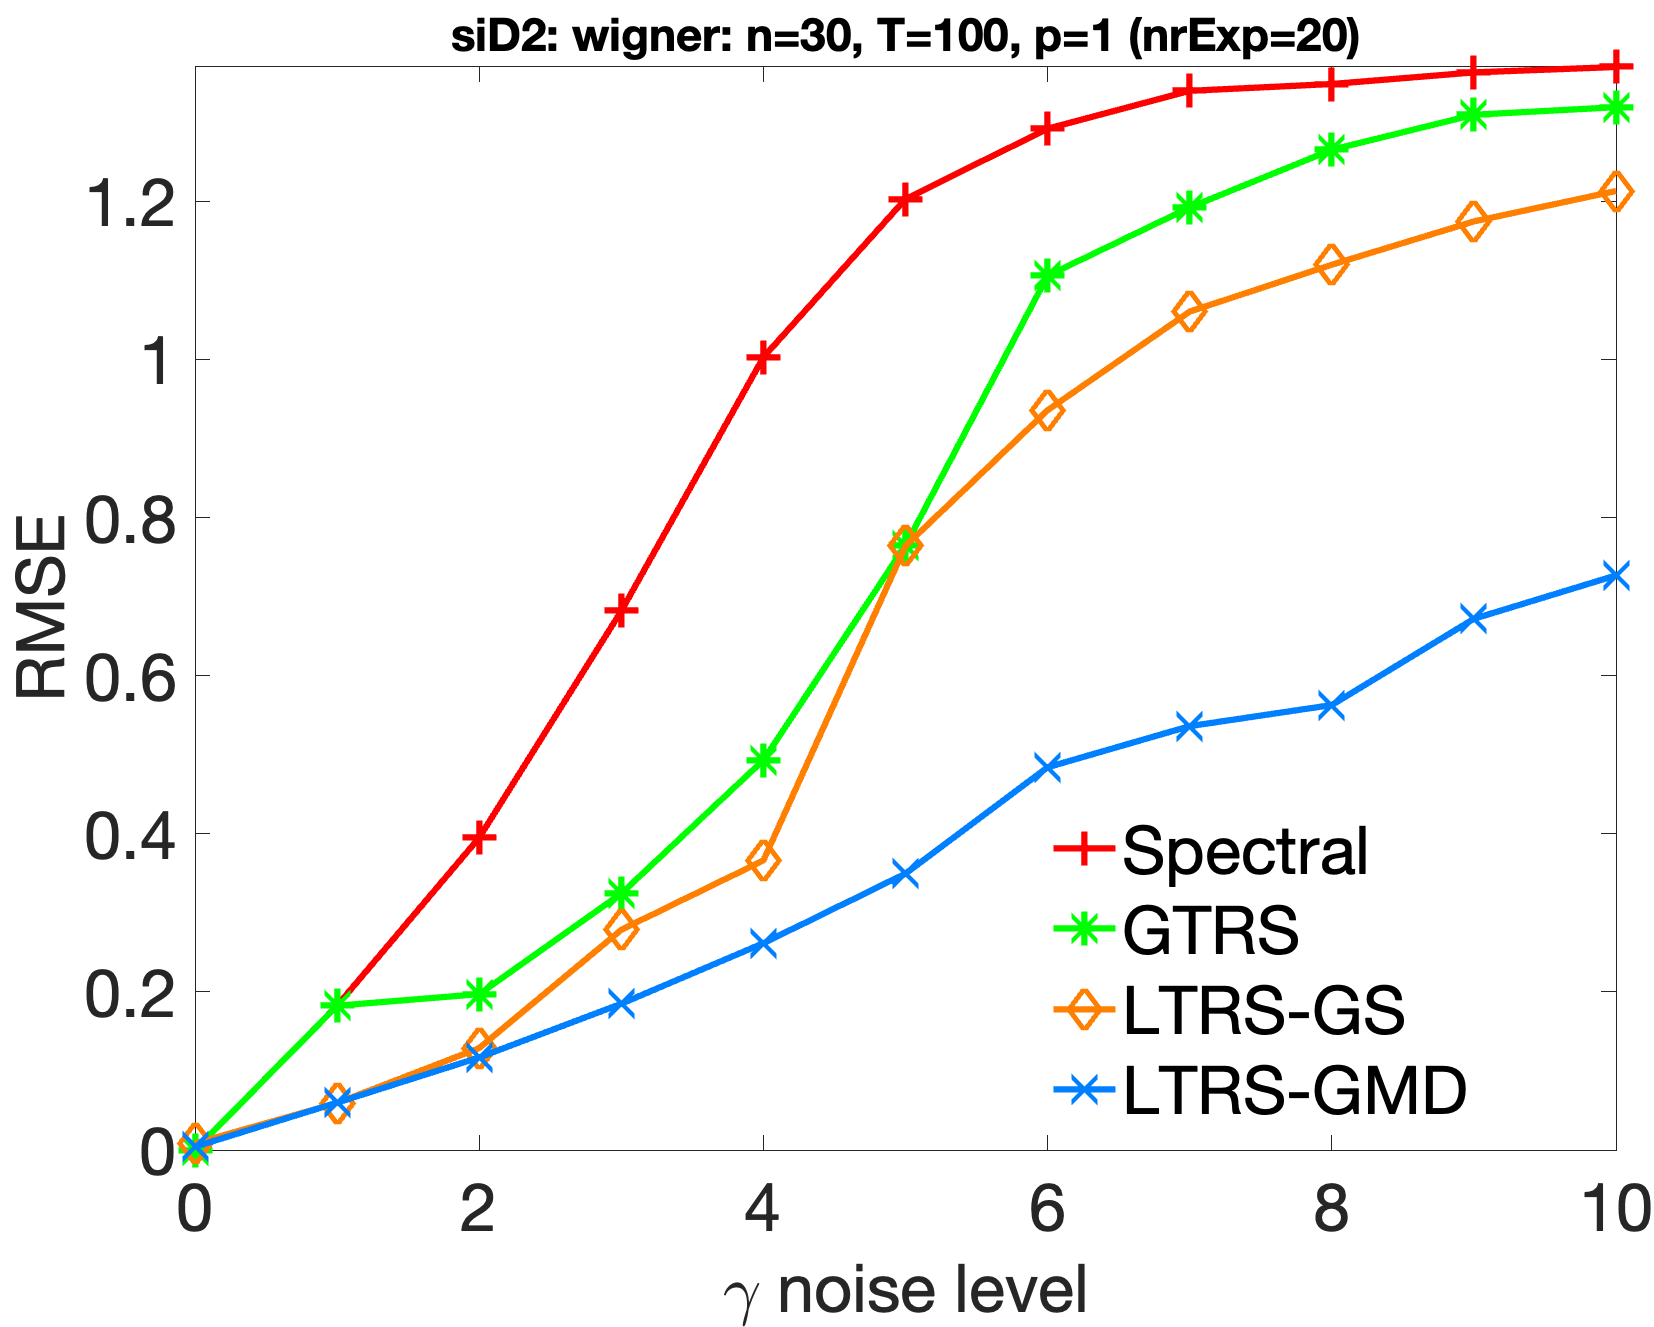 siD2: wigner: n=30, T=100, p=1 (nrExp=20)
RMSE
1.2
1
0.8
0.6
0.4
0.2
0
0 2 4 6 8 10
γ noise level
Spectral
GTRS
LTRS-GS
LTRS-GMD